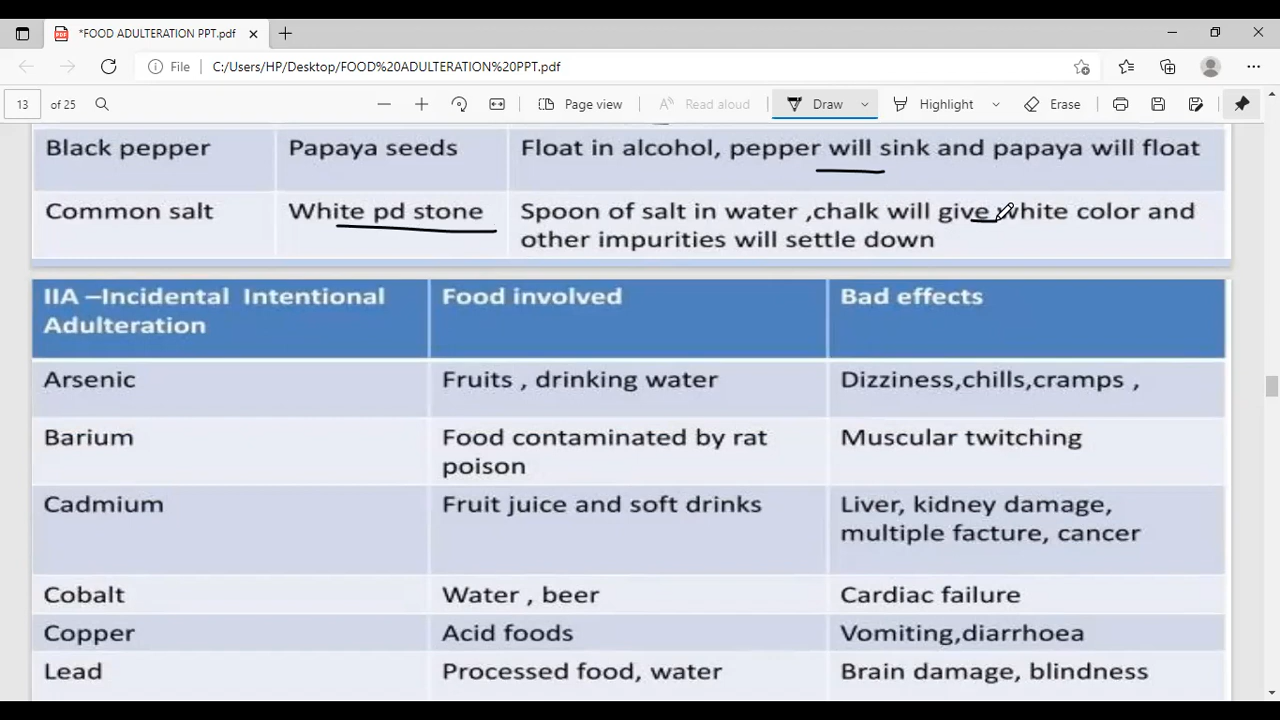 *FOOD ADULTERATION PPT.pdf
File C:/Users/HP/Desktop/FOOD%20ADULTERATION%20PPT.pdf
13 of 25 Page view Read aloud Draw Highlight Erase
Black pepper Papaya seeds Float in alcohol, pepper will sink and papaya will float
Common salt White pd stone Spoon of salt in water ,chalk will give white color and
other impurities will settle down
IIA –Incidental Intentional Food involved Bad effects
Adulteration
Arsenic Fruits , drinking water Dizziness,chills,cramps ,
Barium Food contaminated by rat Muscular twitching
poison
Cadmium Fruit juice and soft drinks Liver, kidney damage,
multiple facture, cancer
Cobalt Water , beer Cardiac failure
Copper Acid foods Vomiting,diarrhoea
Lead Processed food, water Brain damage, blindness